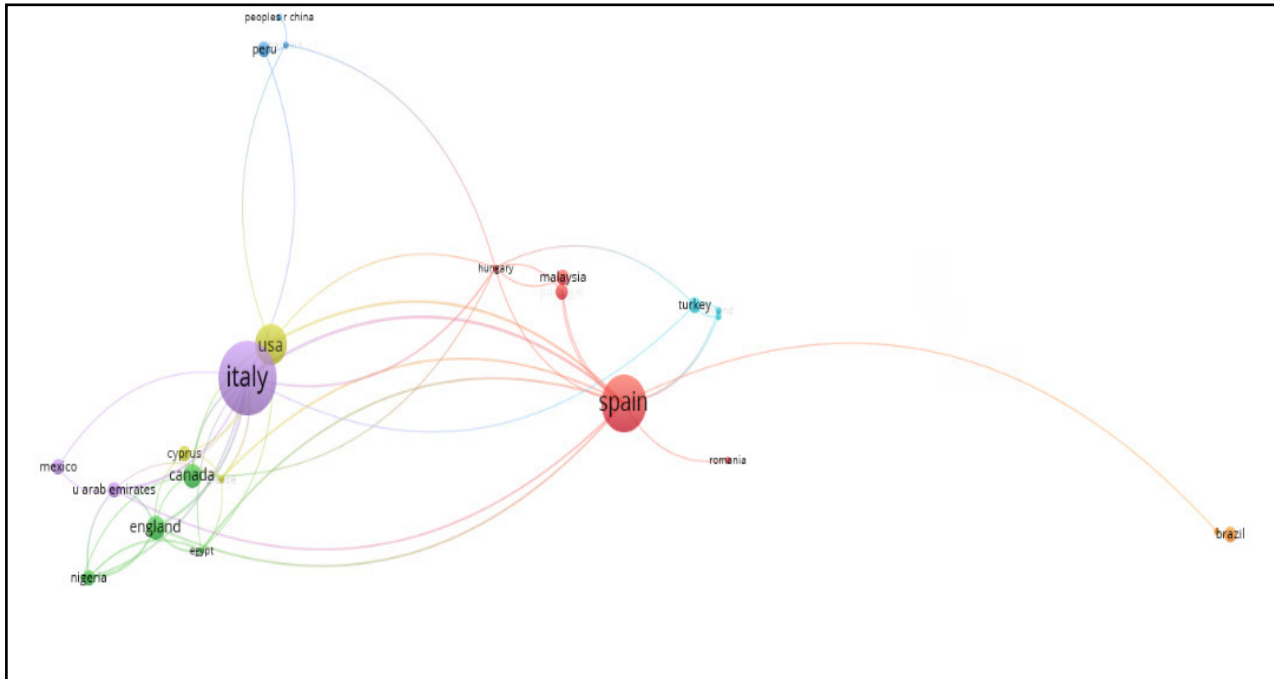 peoples r china
peru
hungary
malaysia
turkey
usa
italy
spain
cyprus
romania
mexico
canada
u arab emirates
england
egypt
brazil
nigeria